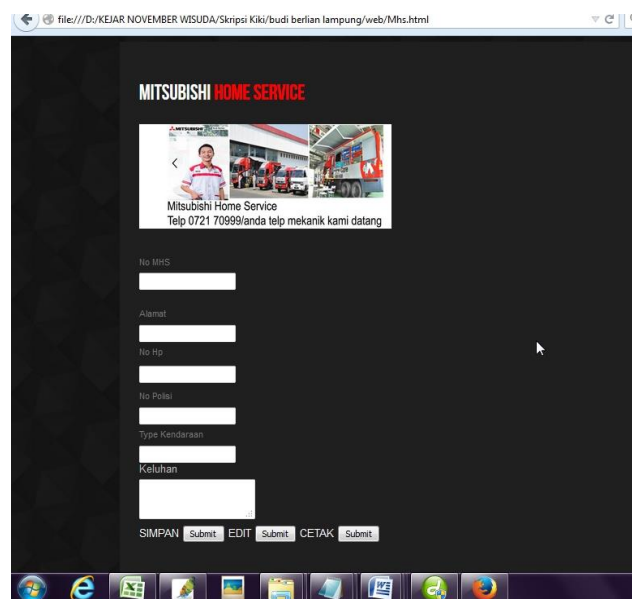 file:///D:/KEJAR NOVEMBER WISUDA/Skripsi Kiki/budi berlian lampung/web/Mhs.html
MITSUBISHI HOME SERVICE
MITSUBISHI
Mitsubishi Home Service
Telp 0721 70999/anda telp mekanik kami datang
No MHS
Alamat
No Hp
No Polisi
Type Kendaraan
Keluhan
SIMPAN Submit EDIT Submit CETAK Submit